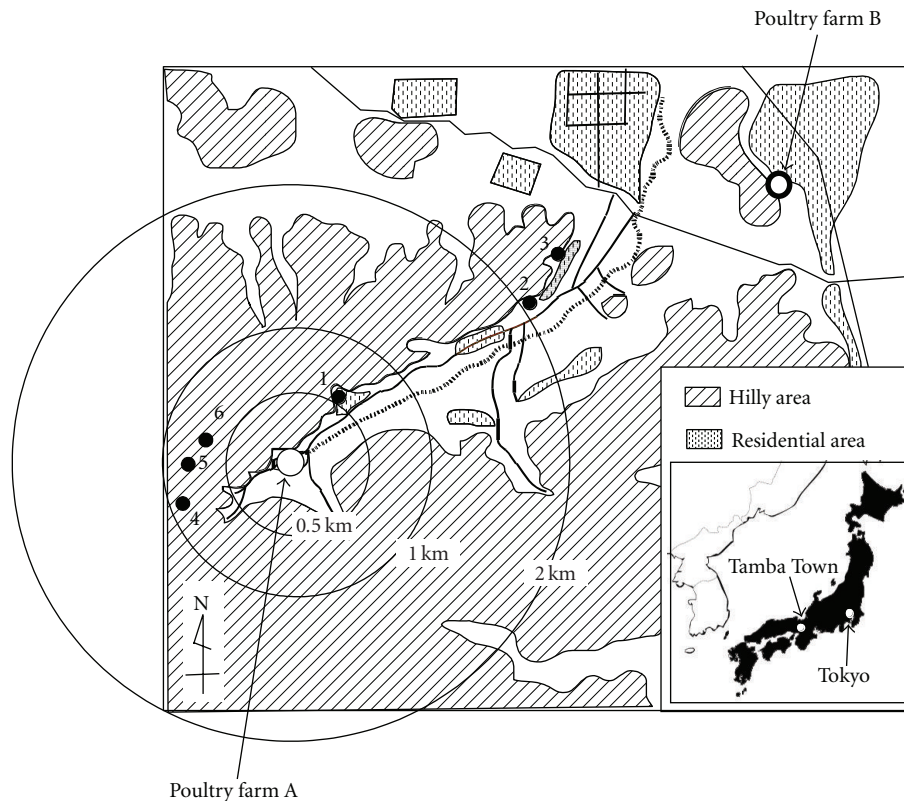 Poultry farm B
3
2
1
6
5
4
0.5 km
1 km
2 km
N
Hilly area
Residential area
Tamba Town
Tokyo
Poultry farm A